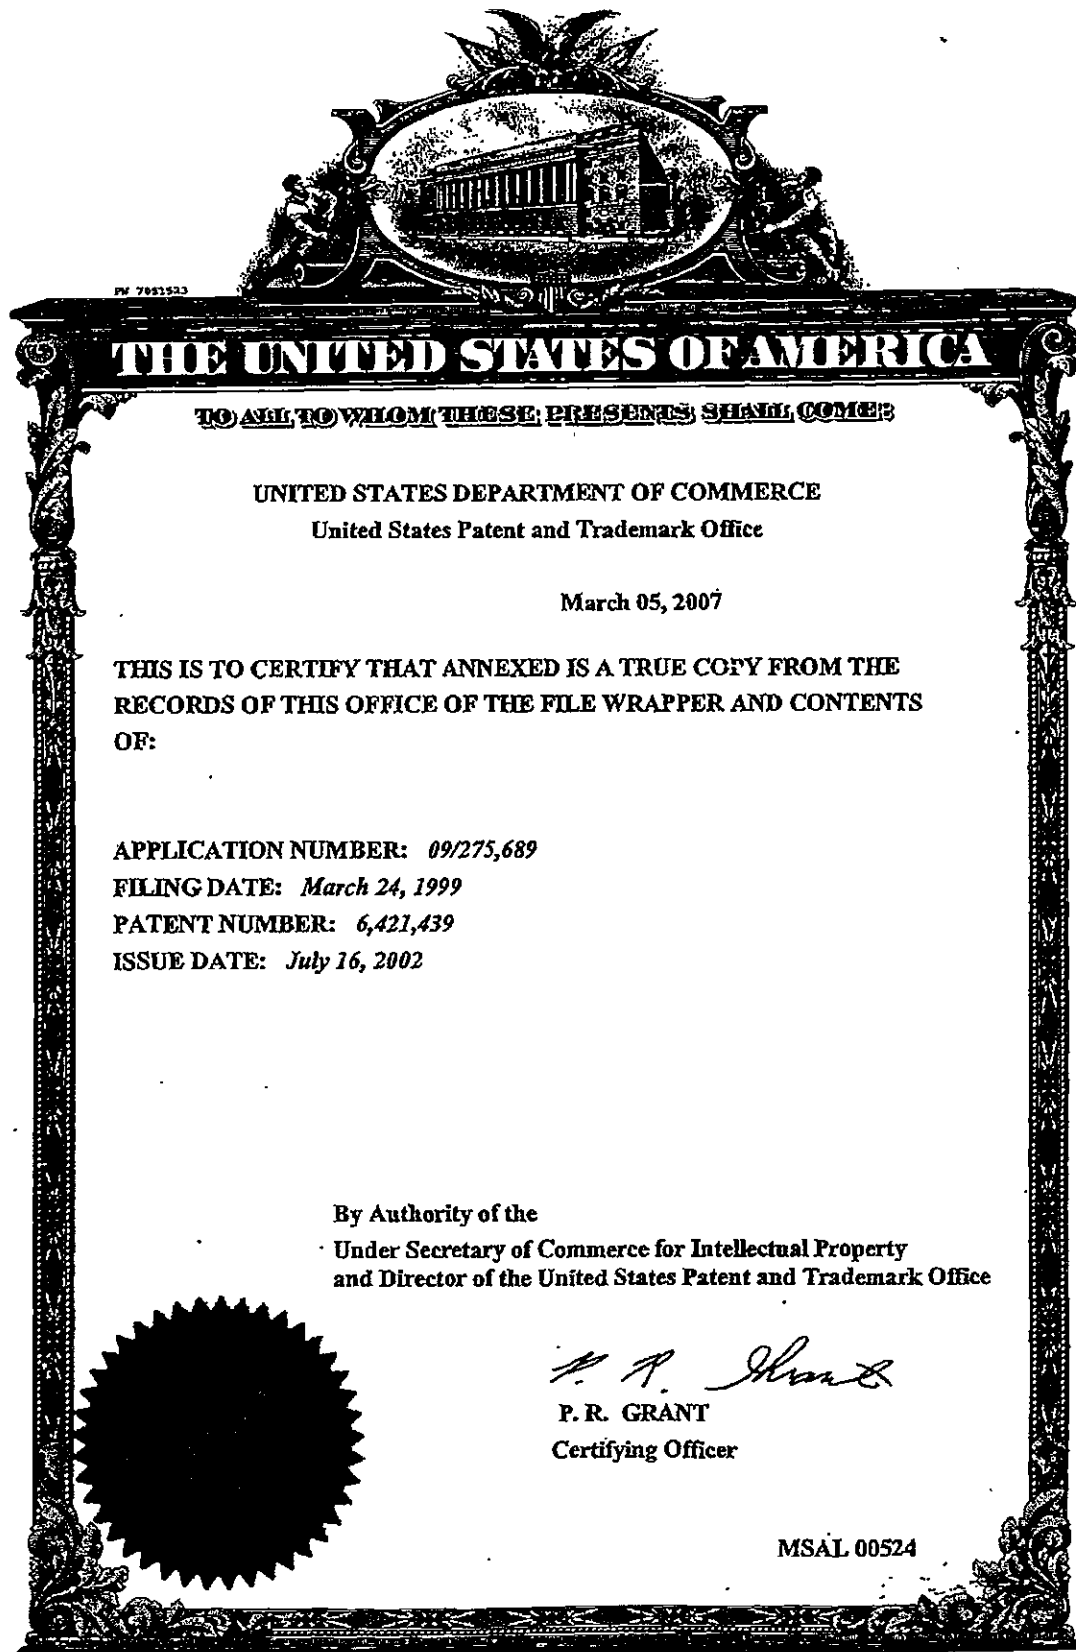 PW 7051523
THE UNITED STATES OF AMERICA
TO ALL TO WHOM THESE PRESENTS SHALL COME:
UNITED STATES DEPARTMENT OF COMMERCE
United States Patent and Trademark Office
March 05, 2007
THIS IS TO CERTIFY THAT ANNEXED IS A TRUE COPY FROM THE
RECORDS OF THIS OFFICE OF THE FILE WRAPPER AND CONTENTS
OF:
APPLICATION NUMBER: 09/275,689
FILING DATE: March 24, 1999
PATENT NUMBER: 6,421,439
ISSUE DATE: July 16, 2002
By Authority of the
Under Secretary of Commerce for Intellectual Property
and Director of the United States Patent and Trademark Office
P. R. Grant
P. R. GRANT
Certifying Officer
MSAL 00524